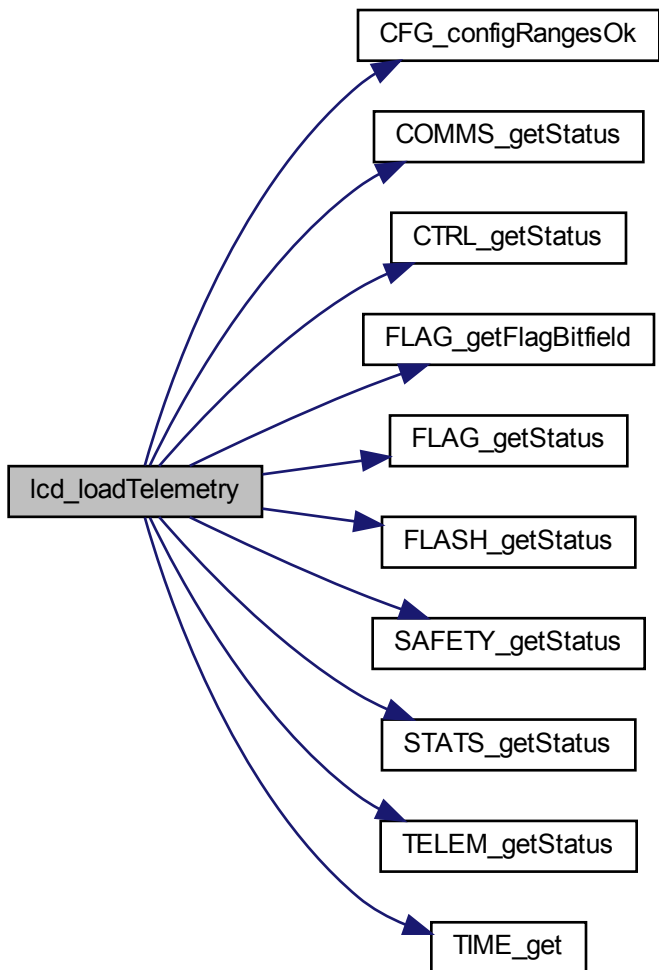 CFG_configRangesOk
COMMS_getStatus
CTRL_getStatus
FLAG_getFlagBitfield
FLAG_getStatus
lcd_loadTelemetry
FLASH_getStatus
SAFETY_getStatus
STATS_getStatus
TELEM_getStatus
TIME_get